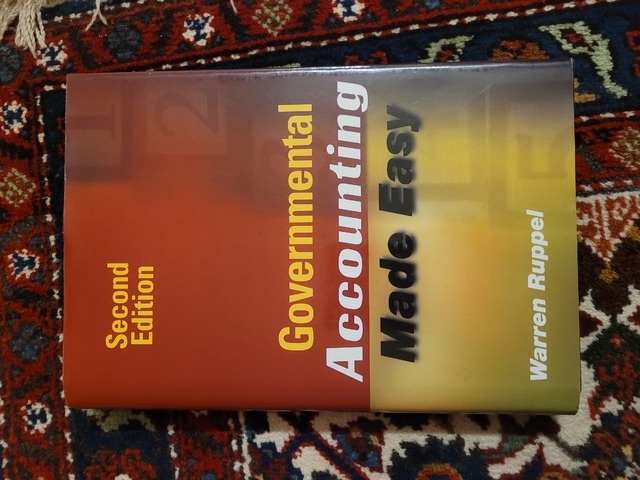 Second
Edition
Governmental
Accounting
Made Easy
Warren Ruppel